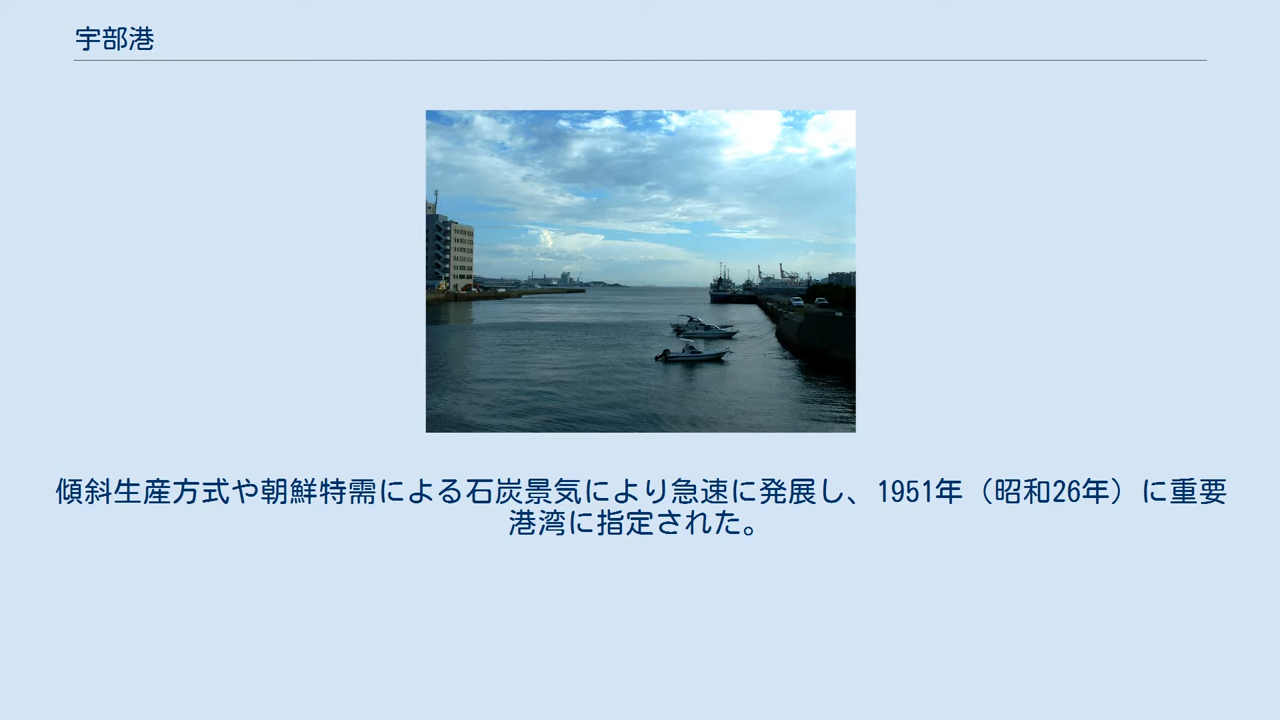 宇部港
傾斜生産方式や朝鮮特需による石炭景気により急速に発展し、1951年（昭和26年）に重要
港湾に指定された。